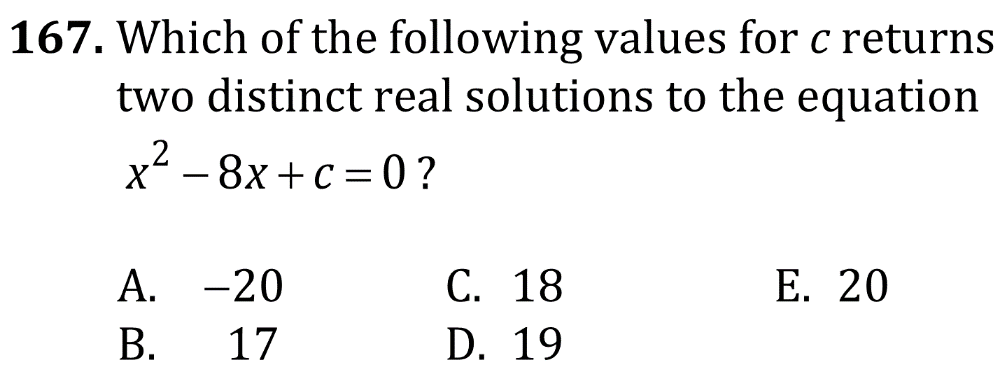 167. Which of the following values for c returns
two distinct real solutions to the equation
x² – 8x + c = 0 ?
A. –20 C. 18 E. 20
B. 17 D. 19